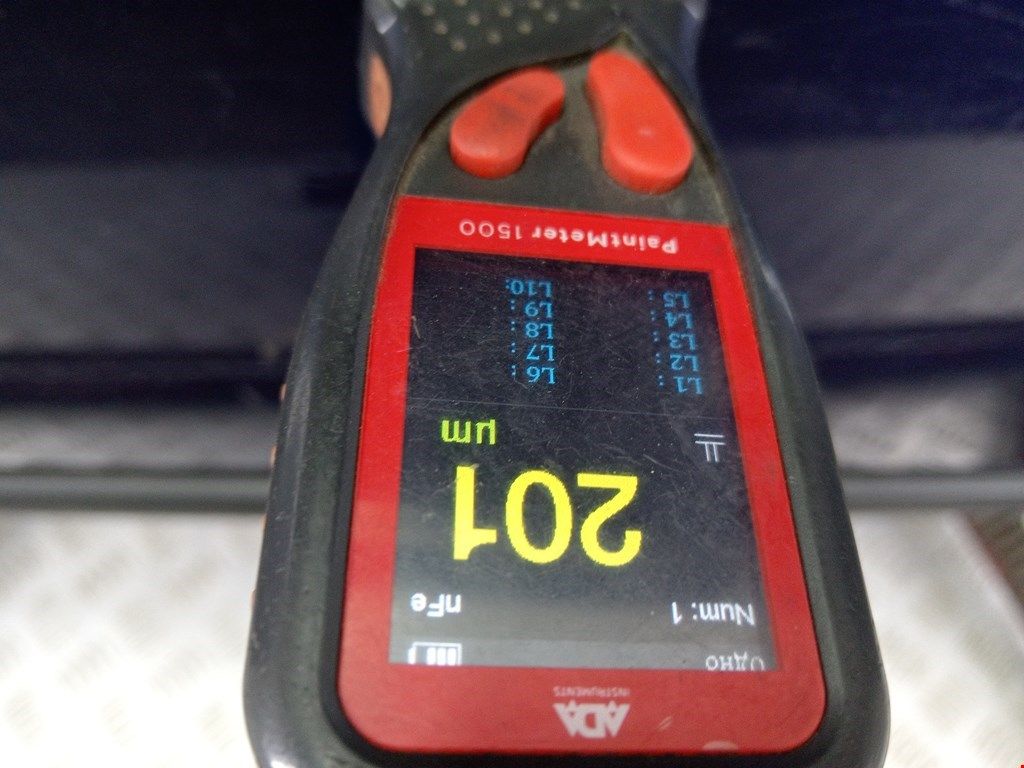 ADA
INSTRUMENTS
Одно
Num: 1 nFe
201
µm
L1 : L6 :
L2 : L7 :
L3 : L8 :
L4 : L9 :
L5 : L10:
PaintMeter 1500